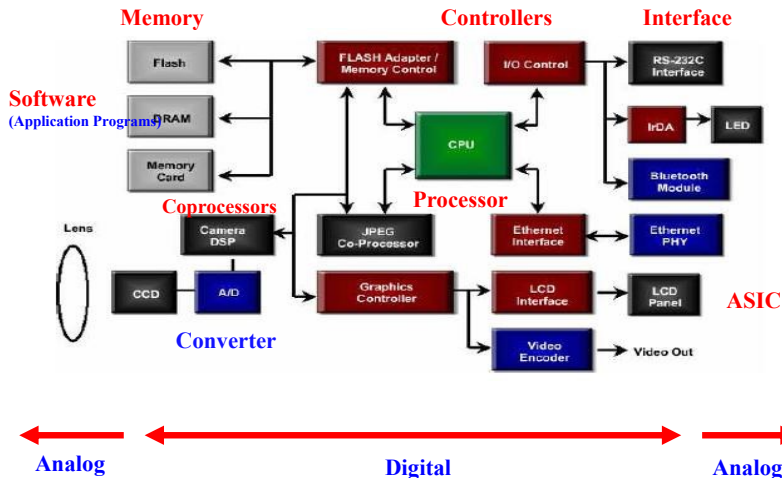 Memory
Controllers
Interface
Flash
FLASH Adapter /
Memory Control
I/O Control
RS-232C
Interface
Software
(Application Programs)
DRAM
IrDA
LED
CPU
Memory
Card
Bluetooth
Module
Coprocessors
Processor
Lens
Camera
DSP
JPEG
Co-Processor
Ethernet
Interface
Ethernet
PHY
CCD
A/D
Graphics
Controller
LCD
Interface
LCD
Panel
ASIC
Converter
Video
Encoder
Video Out
Analog
Digital
Analog